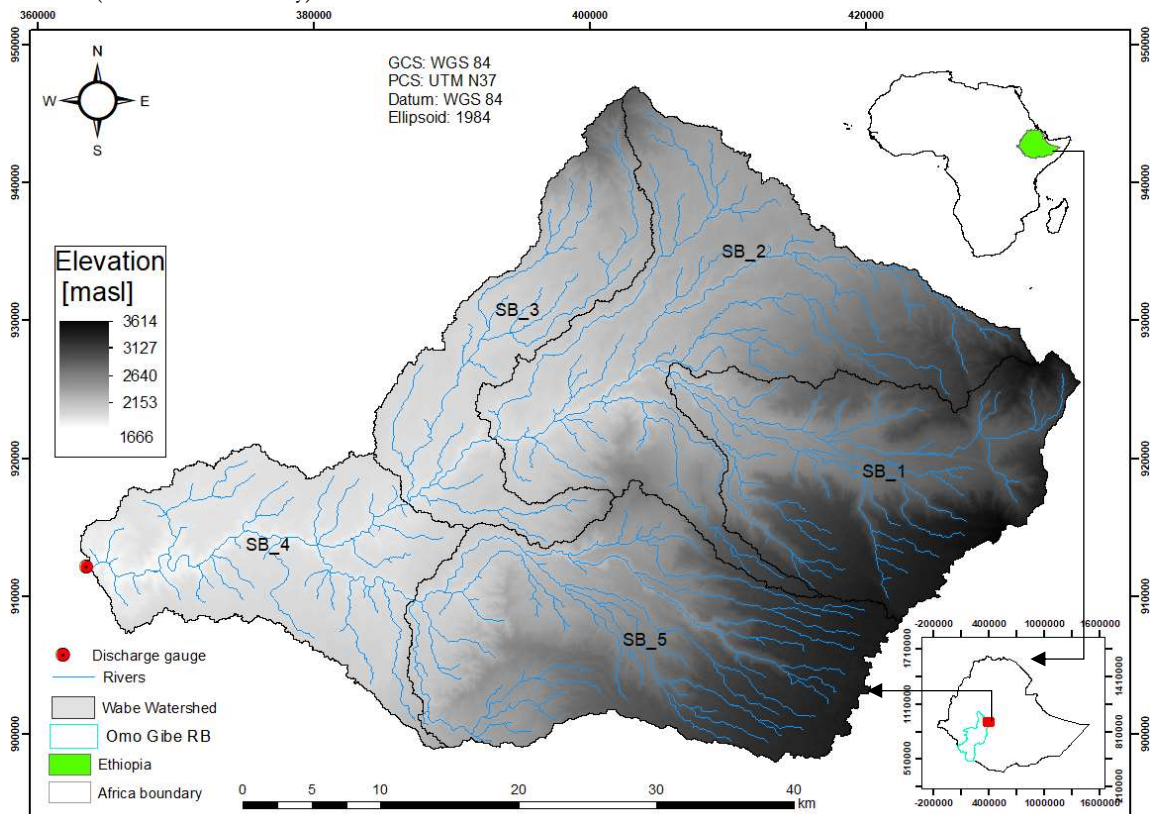 360000 380000 400000 420000
950000
940000
930000
920000
910000
900000
950000
940000
930000
920000
910000
900000
N
W E
S
GCS: WGS 84
PCS: UTM N37
Datum: WGS 84
Ellipsoid: 1984
Elevation
[masl]
3614
3127
2640
2153
1666
SB_2
SB_3
SB_1
SB_4
SB_5
Discharge gauge
Rivers
Wabe Watershed
Omo Gibe RB
Ethiopia
Africa boundary
0 10 20 30 40
km
-200000 400000 1000000 1600000
1710000
1110000
510000
1410000
810000
210000
-200000 400000 1000000 1600000